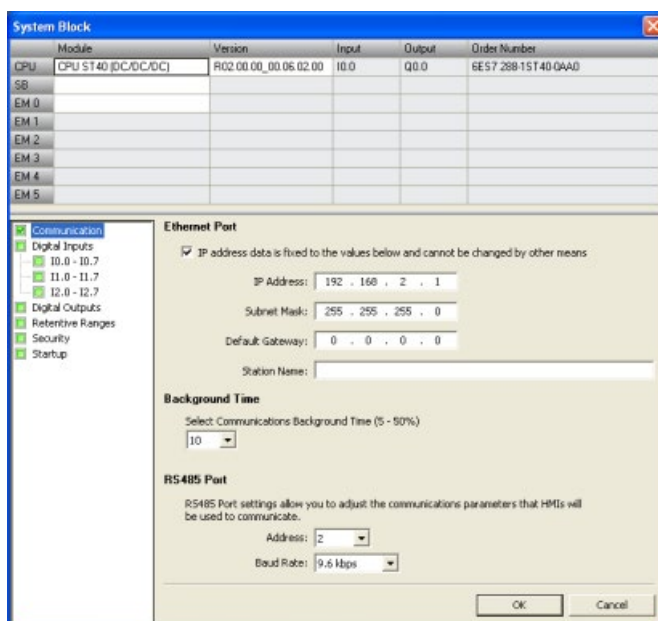 System Block
Module Version Input Output Order Number
CPU CPU ST40 (DC/DC/DC) R02.00.00_00.06.02.00 I0.0 Q0.0 6ES7 288-1ST40-0AA0
SB
EM 0
EM 1
EM 2
EM 3
EM 4
EM 5
Communication
Digital Inputs
I0.0 - I0.7
I1.0 - I1.7
I2.0 - I2.7
Digital Outputs
Retentive Ranges
Security
Startup
Ethernet Port
IP address data is fixed to the values below and cannot be changed by other means
IP Address: 192 . 168 . 2 . 1
Subnet Mask: 255 . 255 . 255 . 0
Default Gateway: 0 . 0 . 0 . 0
Station Name:
Background Time
Select Communications Background Time (5 - 50%)
10
RS485 Port
RS485 Port settings allow you to adjust the communications parameters that HMIs will
be used to communicate.
Address: 2
Baud Rate: 9.6 kbps
OK Cancel